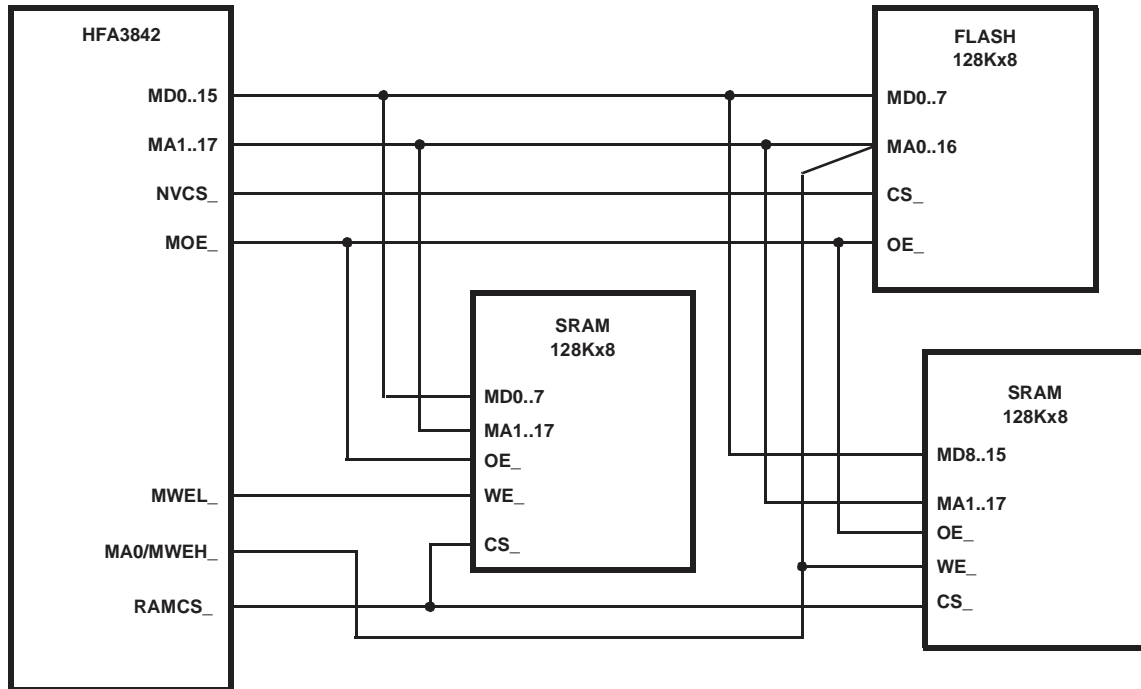 HFA3842
MD0..15
MA1..17
NVCS_
MOE_
MWEL_
MA0/MWEH_
RAMCS_
FLASH
128Kx8
MD0..7
MA0..16
CS_
OE_
SRAM
128Kx8
MD0..7
MA1..17
OE_
WE_
CS_
SRAM
128Kx8
MD8..15
MA1..17
OE_
WE_
CS_